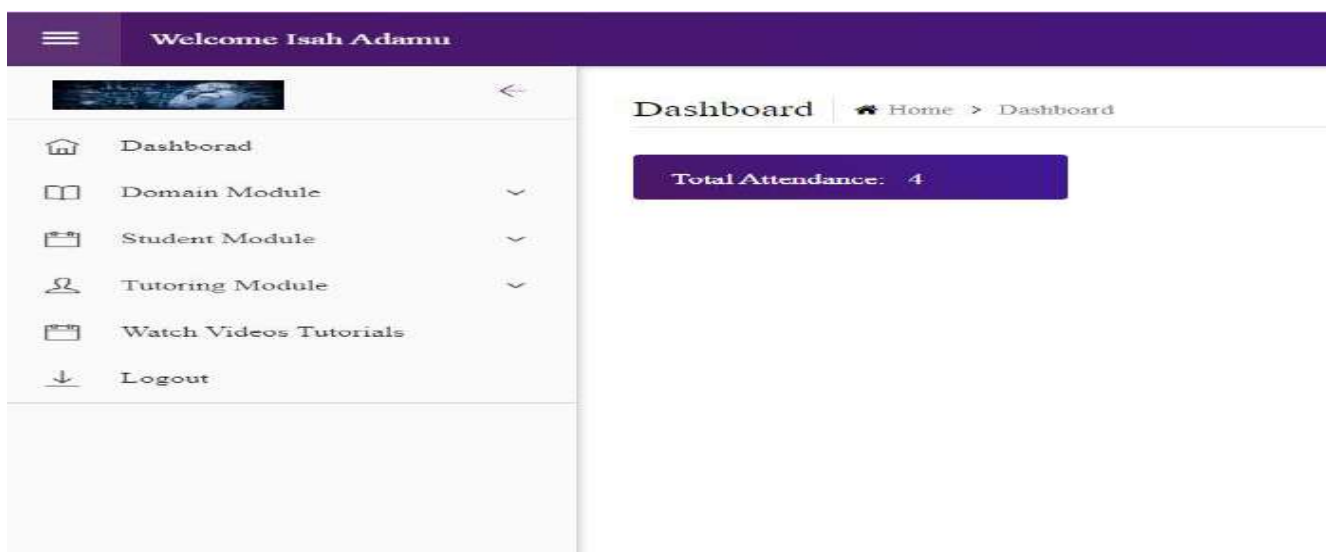 Welcome Isah Adamu
Dashboard
Home > Dashboard
Dashborad
Total Attendance: 4
Domain Module
Student Module
Tutoring Module
Watch Videos Tutorials
Logout